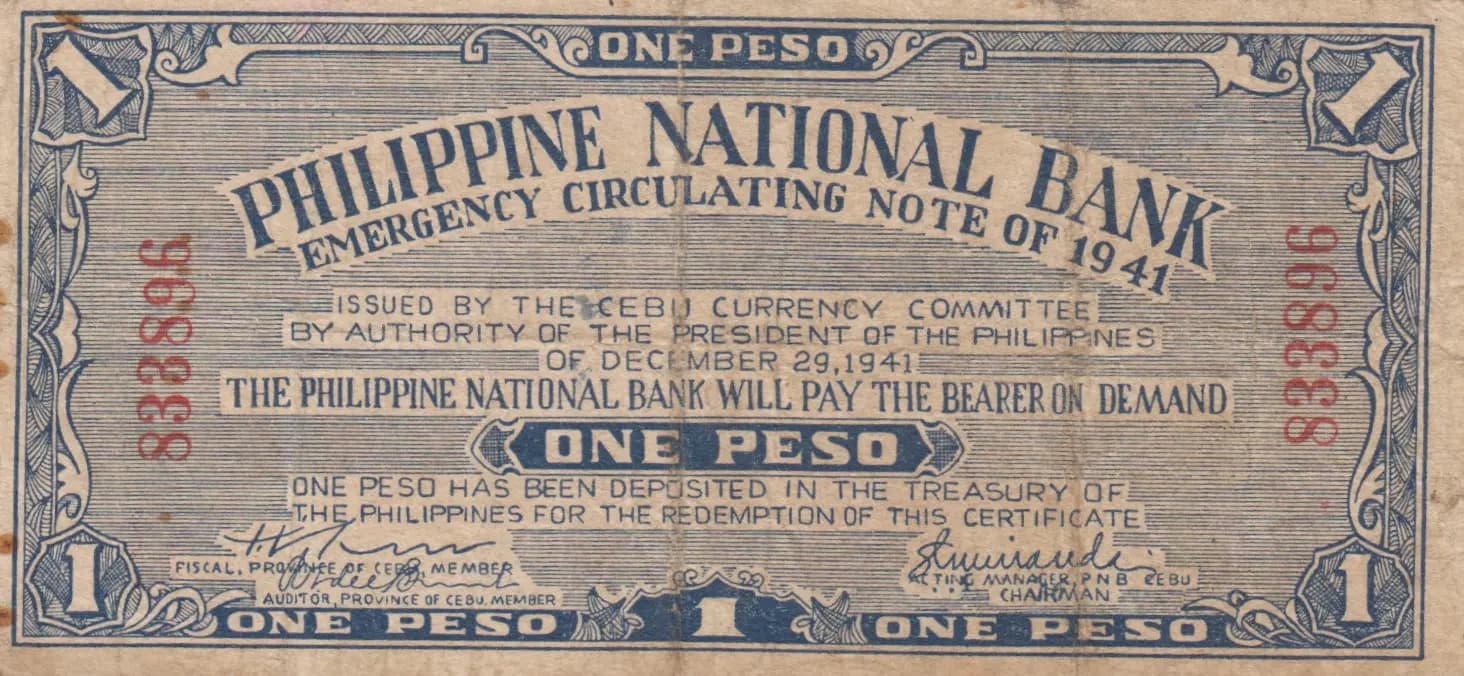 1 ONE PESO 1
PHILIPPINE NATIONAL BANK
EMERGENCY CIRCULATING NOTE OF 1941
ISSUED BY THE CEBU CURRENCY COMMITTEE
BY AUTHORITY OF THE PRESIDENT OF THE PHILIPPINES
OF DECEMBER 29,1941
THE PHILIPPINE NATIONAL BANK WILL PAY THE BEARER ON DEMAND
833896
833896
ONE PESO
ONE PESO HAS BEEN DEPOSITED IN THE TREASURY OF
THE PHILIPPINES FOR THE REDEMPTION OF THIS CERTIFICATE
FISCAL, PROVINCE OF CEBU, MEMBER
AUDITOR, PROVINCE OF CEBU, MEMBER
ACTING MANAGER, P N B CEBU
CHAIRMAN
1 ONE PESO 1 ONE PESO 1